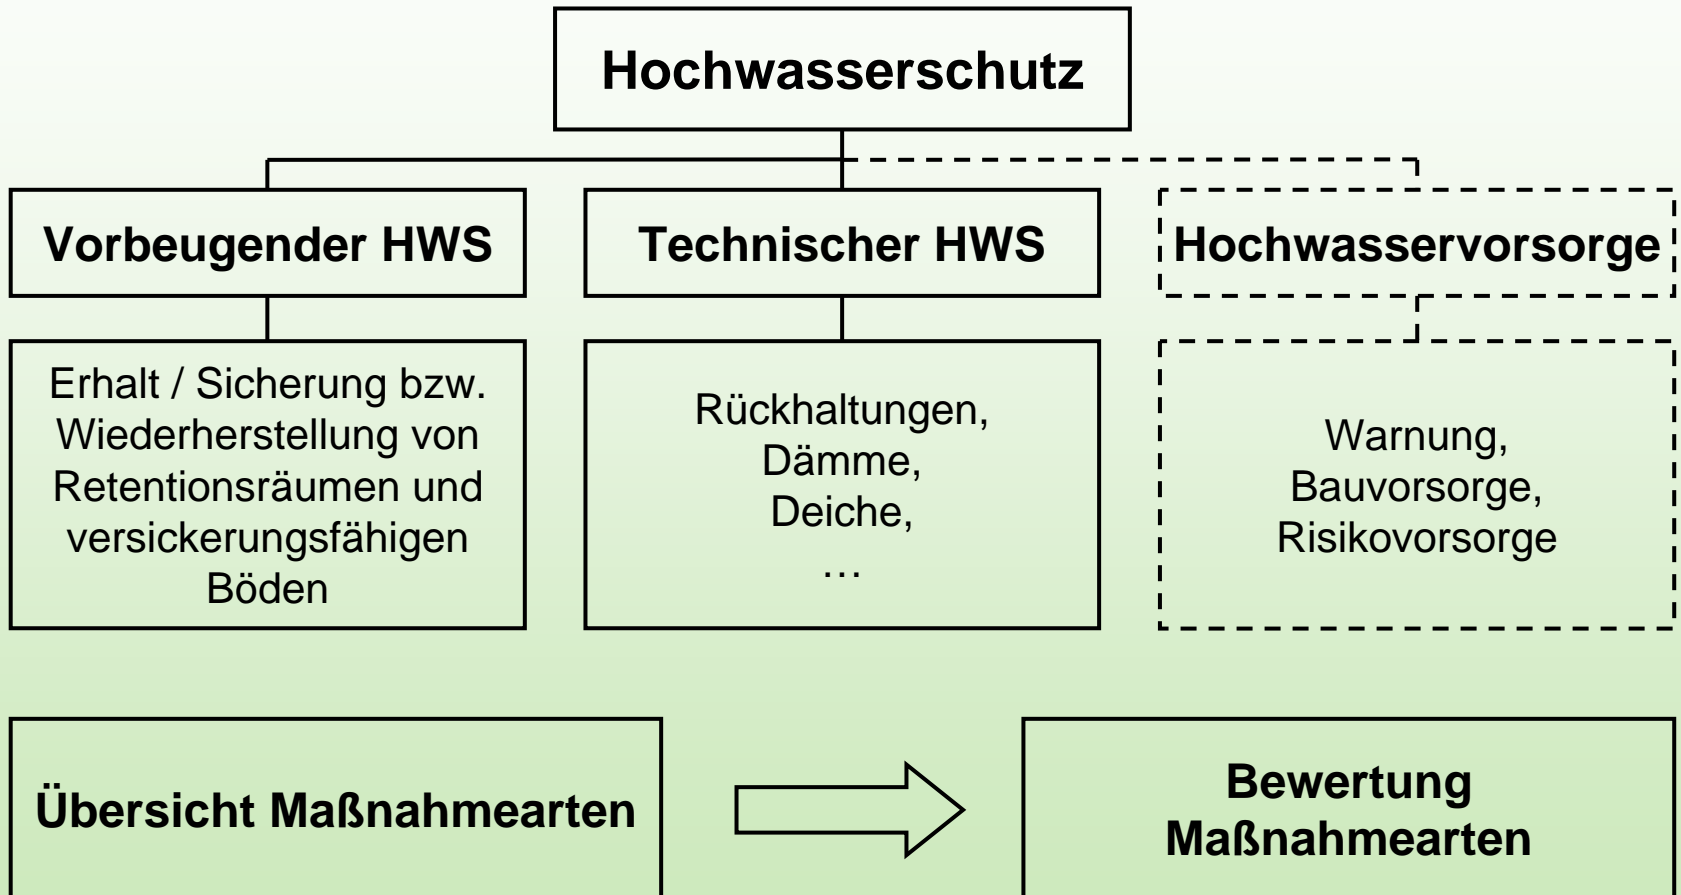 Hochwasserschutz
Vorbeugender HWS
Technischer HWS
Hochwasservorsorge
Erhalt / Sicherung bzw.
Wiederherstellung von
Retentionsräumen und
versickerungsfähigen
Böden
Rückhaltungen,
Dämme,
Deiche,
…
Warnung,
Bauvorsorge,
Risikovorsorge
Übersicht Maßnahmearten
Bewertung
Maßnahmearten